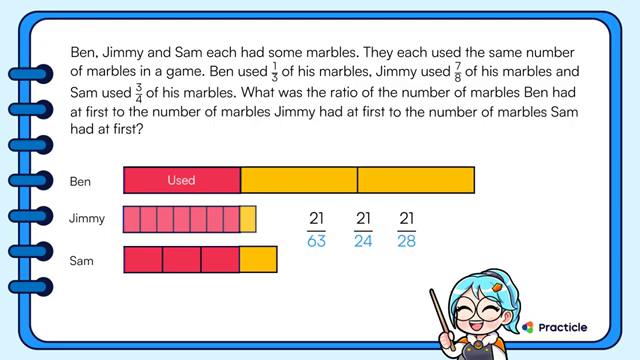 Ben, Jimmy and Sam each had some marbles. They each used the same number
of marbles in a game. Ben used 1/3 of his marbles, Jimmy used 7/8 of his marbles and
Sam used 3/4 of his marbles. What was the ratio of the number of marbles Ben had
at first to the number of marbles Jimmy had at first to the number of marbles Sam
had at first?
Ben
Used
Jimmy
21/63 21/24 21/28
Sam
Practicle